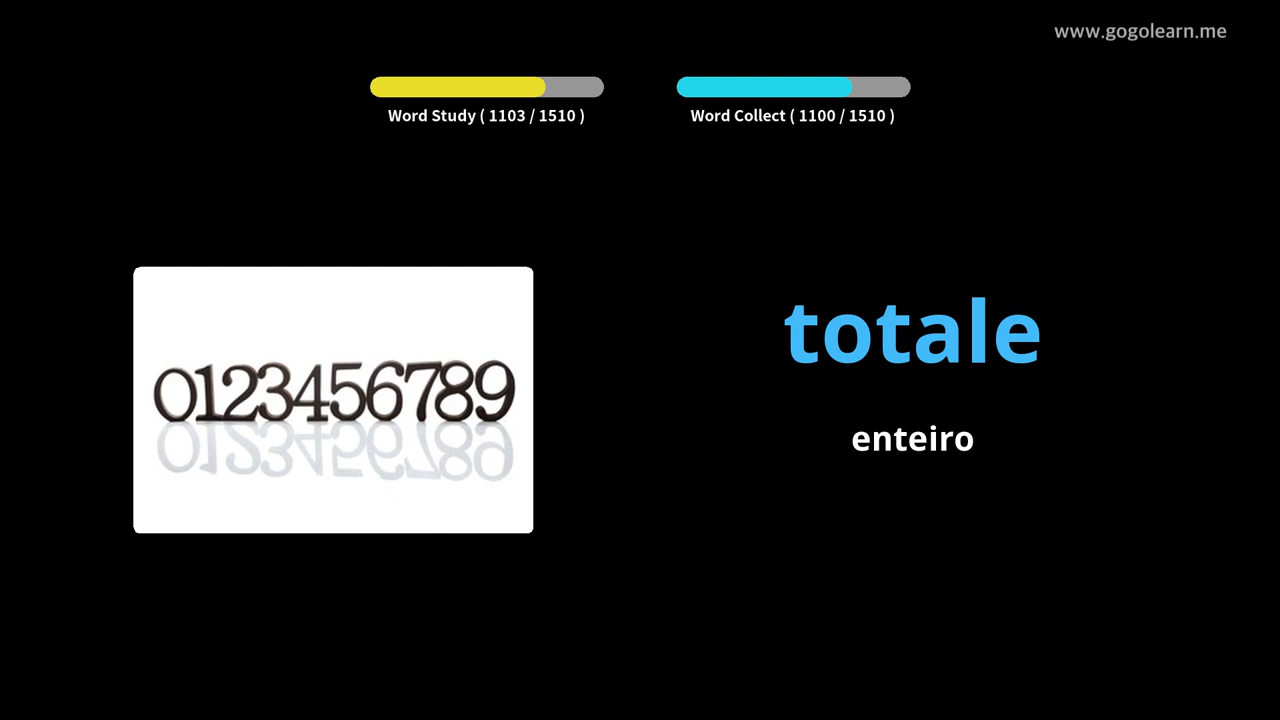 www.gogolearn.me
Word Study ( 1103 / 1510 )
Word Collect ( 1100 / 1510 )
totale
0123456789
enteiro